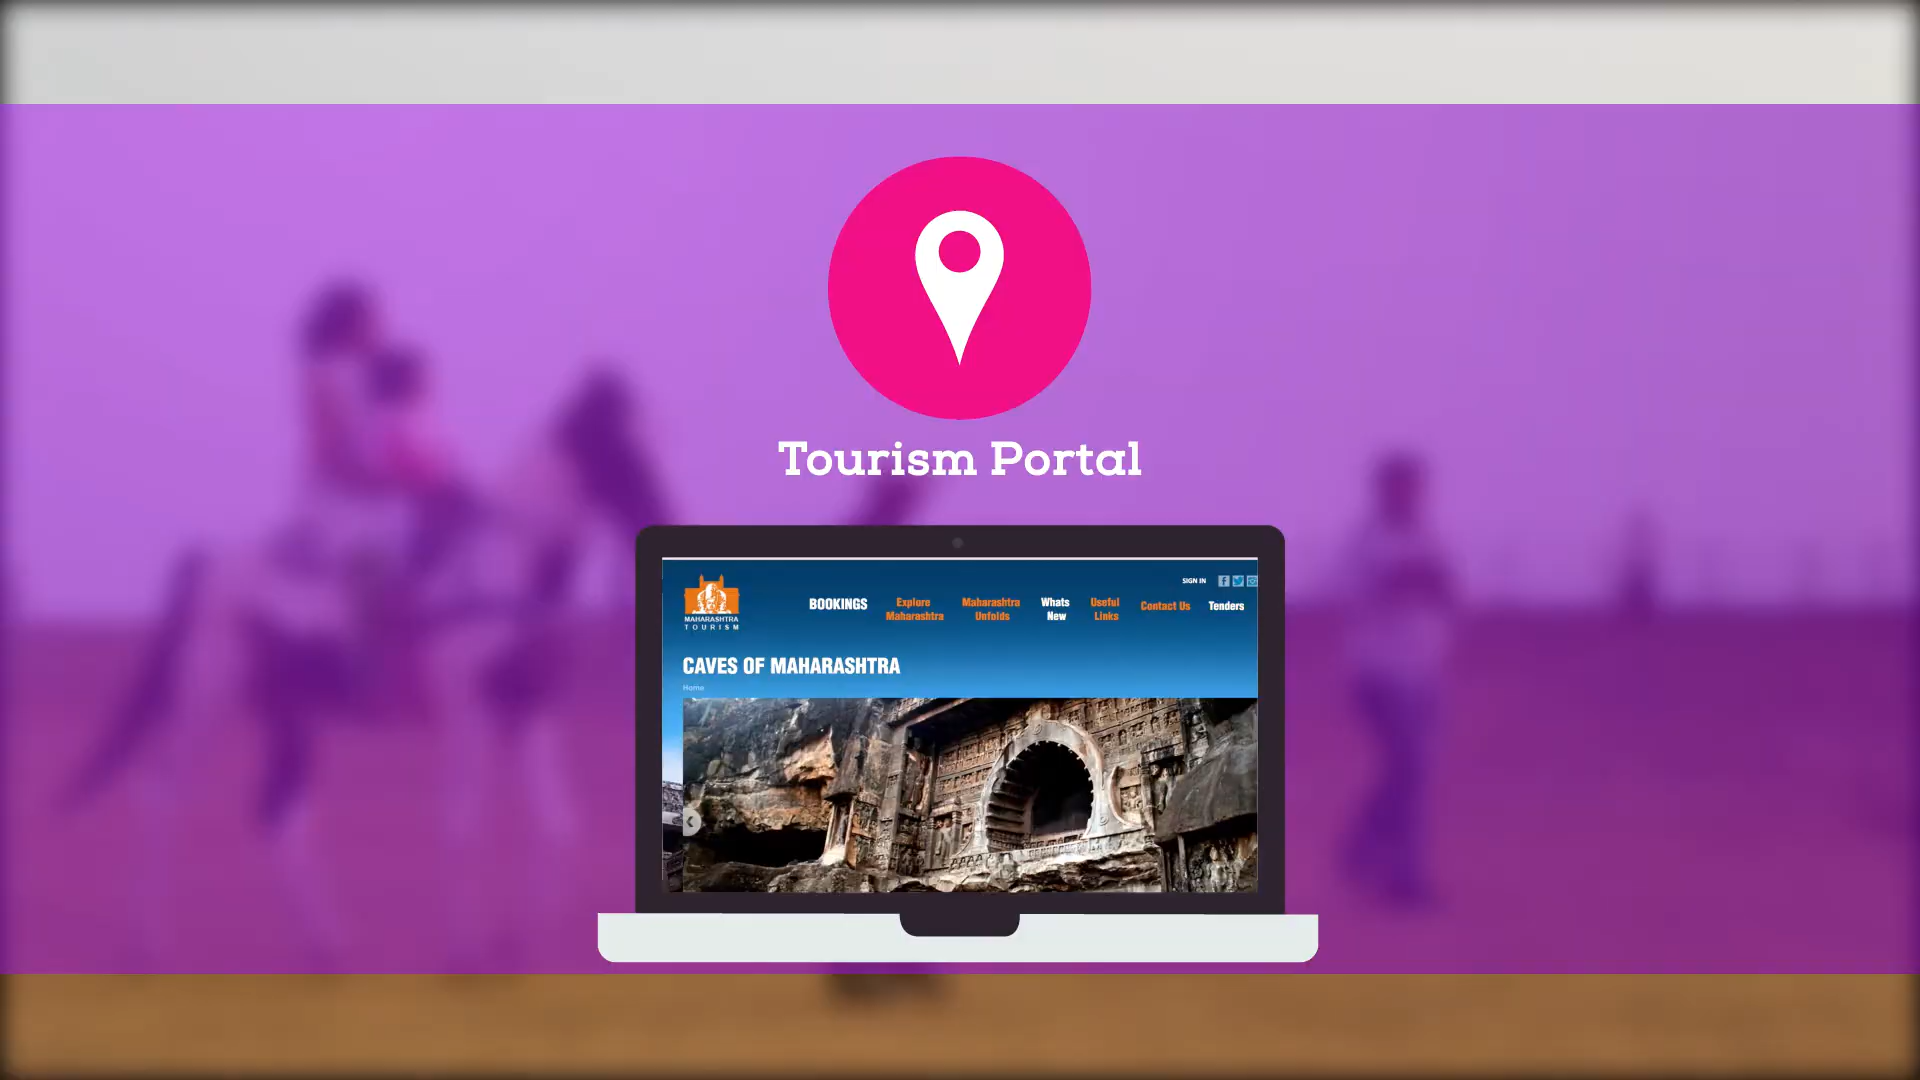 Tourism Portal
SIGN IN
MAHARASHTRA
TOURISM
BOOKINGS
Explore
Maharashtra
Maharashtra
Unfolds
Whats
New
Useful
Links
Contact Us
Tenders
CAVES OF MAHARASHTRA
Home